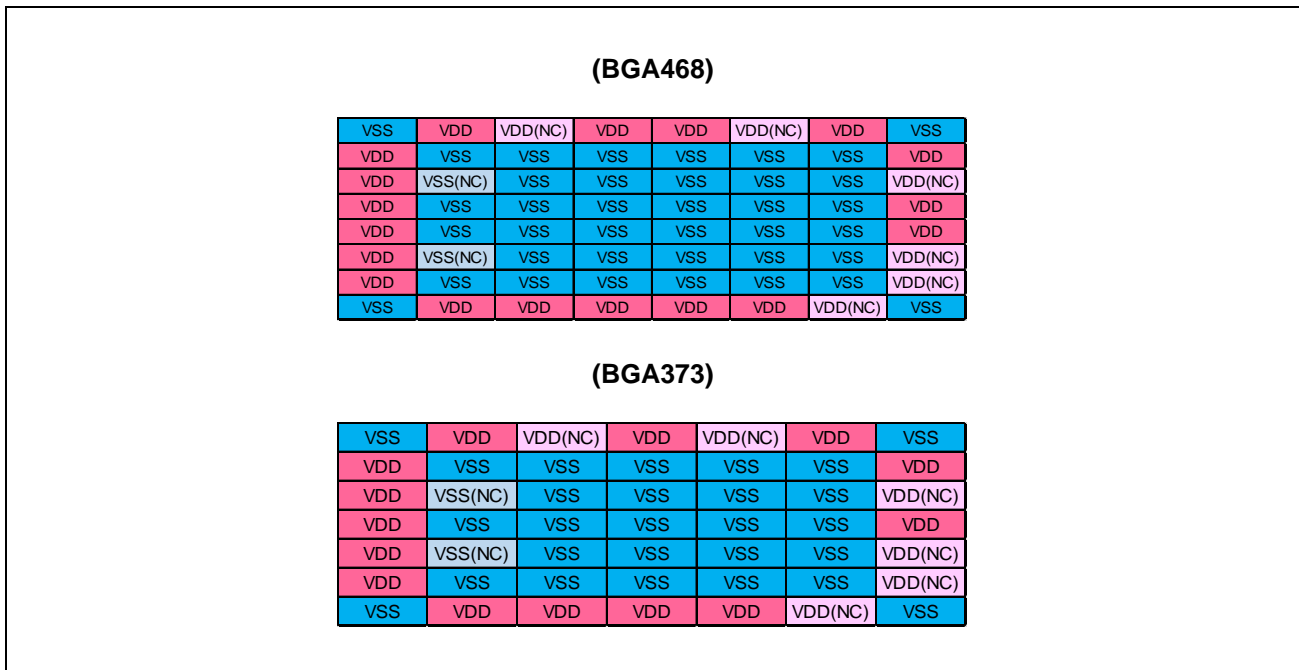 (BGA468)
VSS VDD VDD(NC) VDD VDD VDD(NC) VDD VSS
VDD VSS VSS VSS VSS VSS VSS VDD
VDD VSS(NC) VSS VSS VSS VSS VSS VDD(NC)
VDD VSS VSS VSS VSS VSS VSS VDD
VDD VSS VSS VSS VSS VSS VSS VDD
VDD VSS(NC) VSS VSS VSS VSS VSS VDD(NC)
VDD VSS VSS VSS VSS VSS VSS VDD(NC)
VSS VDD VDD VDD VDD VDD VDD(NC) VSS
(BGA373)
VSS VDD VDD(NC) VDD VDD(NC) VDD VSS
VDD VSS VSS VSS VSS VSS VDD
VDD VSS(NC) VSS VSS VSS VSS VDD(NC)
VDD VSS VSS VSS VSS VSS VDD
VDD VSS(NC) VSS VSS VSS VSS VDD(NC)
VDD VSS VSS VSS VSS VSS VDD(NC)
VSS VDD VDD VDD VDD VDD(NC) VSS